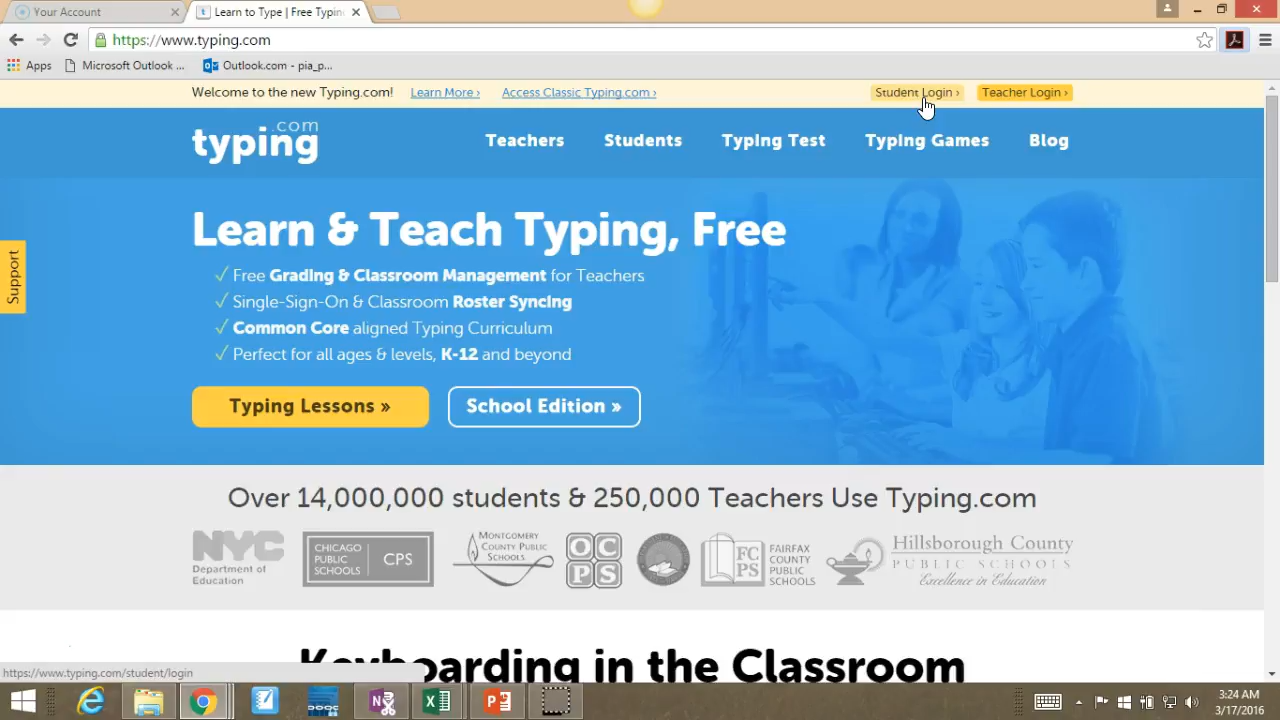 Your Account
Learn to Type | Free Typin
https://www.typing.com
Apps
Microsoft Outlook ...
Outlook.com - pia_p...
Welcome to the new Typing.com!
Learn More ›
Access Classic Typing.com ›
Student Login ›
Teacher Login ›
typing.com
Teachers
Students
Typing Test
Typing Games
Blog
Learn & Teach Typing, Free
✓ Free Grading & Classroom Management for Teachers
✓ Single-Sign-On & Classroom Roster Syncing
✓ Common Core aligned Typing Curriculum
✓ Perfect for all ages & levels, K-12 and beyond
Typing Lessons »
School Edition »
Support
Over 14,000,000 students & 250,000 Teachers Use Typing.com
NYC
Department of
Education
CHICAGO
PUBLIC
SCHOOLS
CPS
MONTGOMERY
COUNTY PUBLIC
SCHOOLS
OC
PS
FC
PS
FAIRFAX
COUNTY
PUBLIC
SCHOOLS
Hillsborough County
PUBLIC SCHOOLS
Excellence in Education
Keyboarding in the Classroom
https://www.typing.com/student/login
3:24 AM
3/17/2016